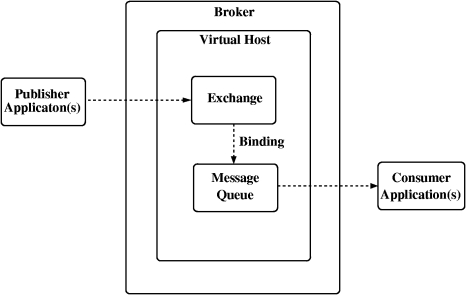 Broker
Virtual Host
Publisher
Applicaton(s)
Exchange
Binding
Message
Queue
Consumer
Application(s)